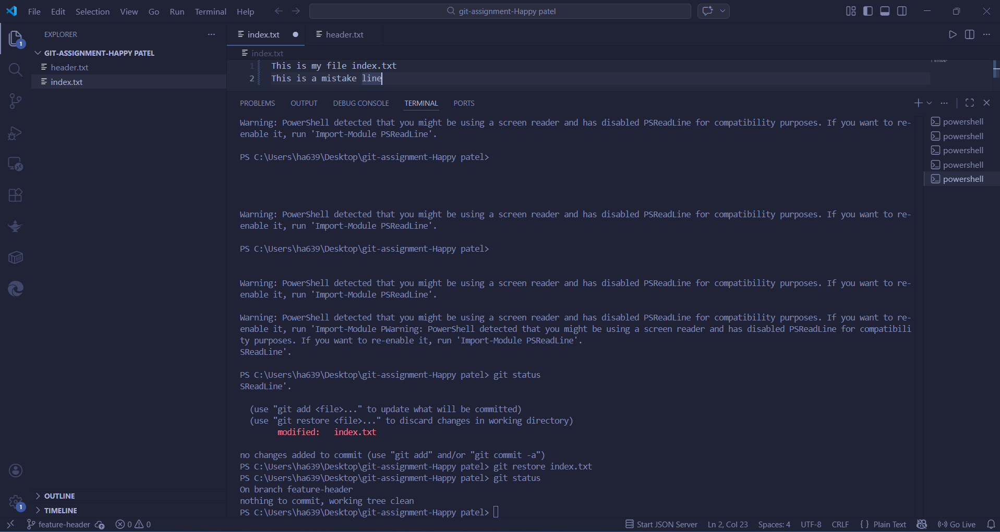 File Edit Selection View Go Run Terminal Help
git-assignment-Happy patel
EXPLORER
1
GIT-ASSIGNMENT-HAPPY PATEL
header.txt
index.txt
index.txt
header.txt
index.txt
1 This is my file index.txt
2 This is a mistake line
PROBLEMS OUTPUT DEBUG CONSOLE TERMINAL PORTS
Warning: PowerShell detected that you might be using a screen reader and has disabled PSReadLine for compatibility purposes. If you want to re-
enable it, run 'Import-Module PSReadLine'.
PS C:\Users\ha639\Desktop\git-assignment-Happy patel>
Warning: PowerShell detected that you might be using a screen reader and has disabled PSReadLine for compatibility purposes. If you want to re-
enable it, run 'Import-Module PSReadLine'.
PS C:\Users\ha639\Desktop\git-assignment-Happy patel>
Warning: PowerShell detected that you might be using a screen reader and has disabled PSReadLine for compatibility purposes. If you want to re-
enable it, run 'Import-Module PSReadLine'.
Warning: PowerShell detected that you might be using a screen reader and has disabled PSReadLine for compatibility purposes. If you want to re-
enable it, run 'Import-Module PWarning: PowerShell detected that you might be using a screen reader and has disabled PSReadLine for compatibili
ty purposes. If you want to re-enable it, run 'Import-Module PSReadLine'.
SReadLine'.
PS C:\Users\ha639\Desktop\git-assignment-Happy patel> git status
SReadLine'.
(use "git add <file>..." to update what will be committed)
(use "git restore <file>..." to discard changes in working directory)
modified: index.txt
no changes added to commit (use "git add" and/or "git commit -a")
PS C:\Users\ha639\Desktop\git-assignment-Happy patel> git restore index.txt
PS C:\Users\ha639\Desktop\git-assignment-Happy patel> git status
On branch feature-header
nothing to commit, working tree clean
PS C:\Users\ha639\Desktop\git-assignment-Happy patel>
powershell
powershell
powershell
powershell
powershell
OUTLINE
1
TIMELINE
feature-header 0 0 Start JSON Server Ln 2, Col 23 Spaces: 4 UTF-8 CRLF { } Plain Text Go Live